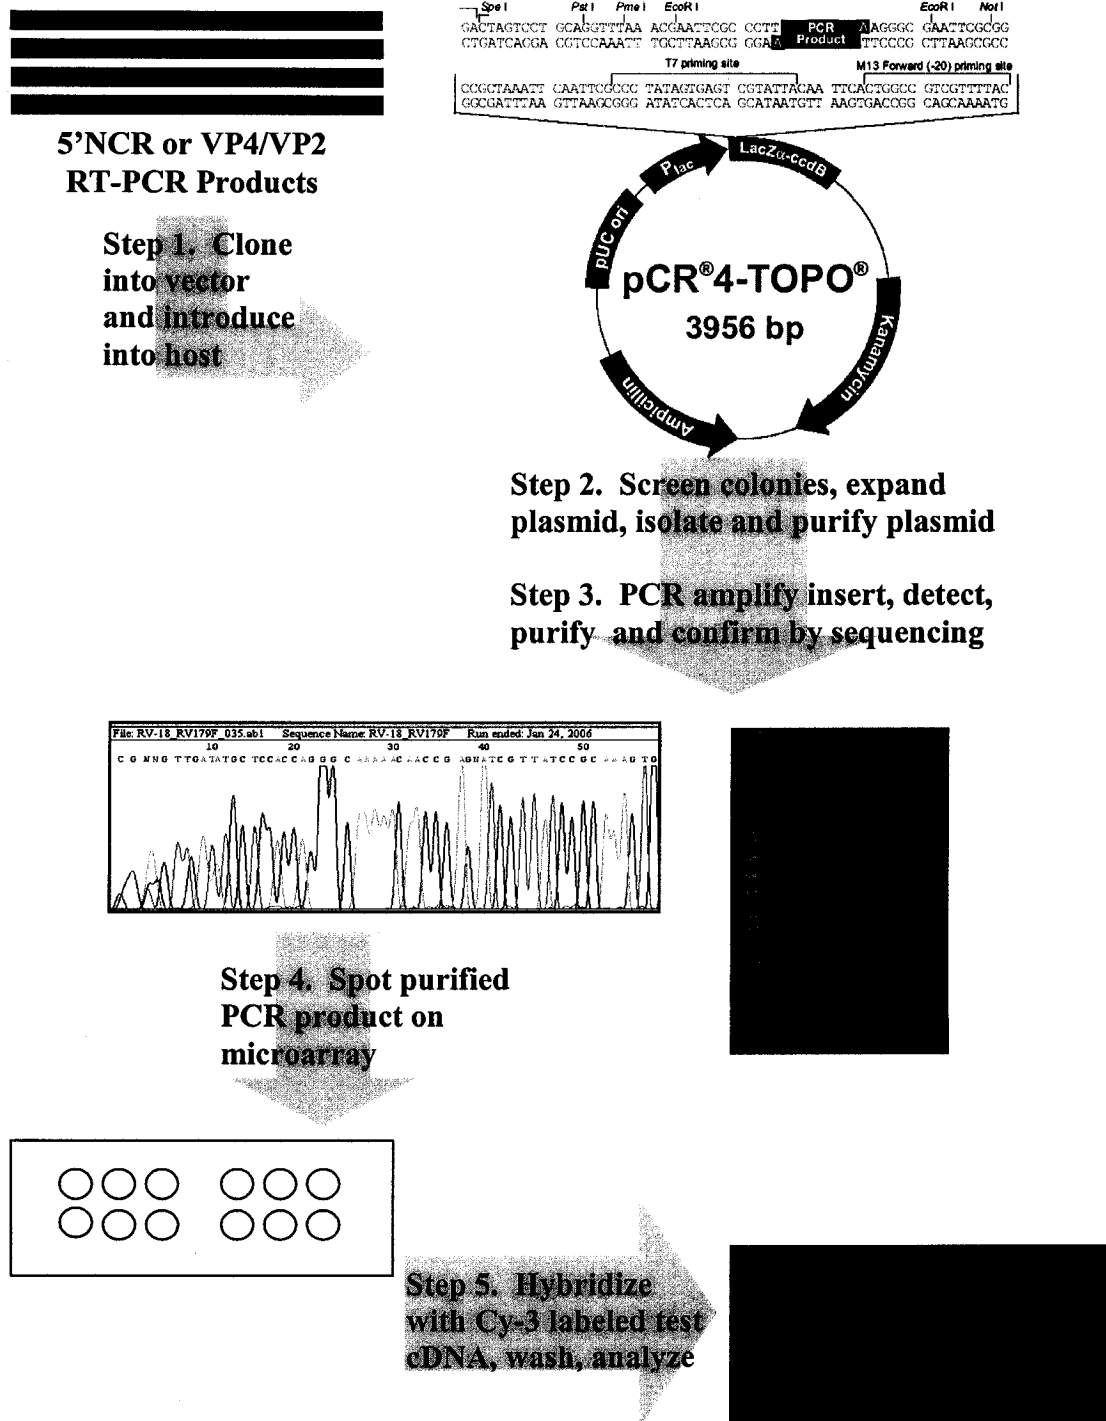 Spe I Pst I Pme I EcoR I EcoR I Not I
GACTAGTCCT GCAGGTTTAA ACGAATTCGC CCTT PCR Product A AGGGC GAATTCGCGG
CTGATCAGGA CGTCCAAATT TGCTTAAGCG GGAA TTCCCG CTTAAGCGCC
T7 priming site M13 Forward (-20) priming site
CCGCTAAATT CAATTCGCCC TATAGTGAGT CGTATTACAA TTCACTGGCC GTCGTTTTAC
GGCGATTTAA GTTAAGCGGG ATATCACTCA GCATAATGTT AAGTGACCGG CAGCAAAATG
5'NCR or VP4/VP2
RT-PCR Products
Plac
LacZα-ccdB
pUC ori
pCR®4-TOPO®
3956 bp
Kanamycin
Ampicillin
Step 1. Clone
into vector
and introduce
into host
Step 2. Screen colonies, expand
plasmid, isolate and purify plasmid
Step 3. PCR amplify insert, detect,
purify and confirm by sequencing
File: RV-18_RV179F_035.ab1 Sequence Name: RV-18_RV179F Run ended: Jan 24, 2006
10 20 30 40 50
C G N N G T T G A T A T G C T C C A C C A G G G C A A A A A C A A C C G A G N A T C G T T A T C C G C A A A G T G
Step 4. Spot purified
PCR product on
microarray
Step 5. Hybridize
with Cy-3 labeled test
cDNA, wash, analyze